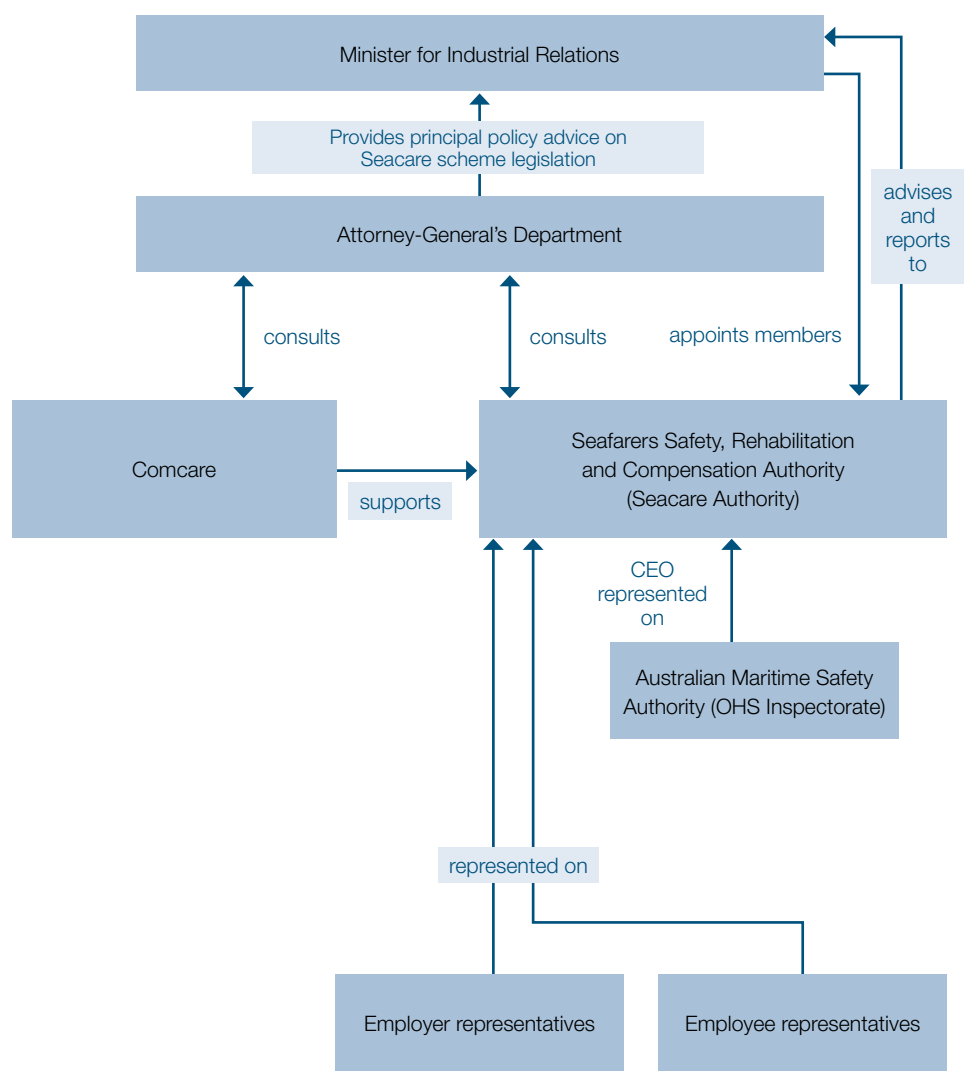 Minister for Industrial Relations
Provides principal policy advice on
Seacare scheme legislation
advises
and
reports
to
Attorney-General’s Department
consults
consults
appoints members
Comcare
supports
Seafarers Safety, Rehabilitation
and Compensation Authority
(Seacare Authority)
CEO
represented
on
Australian Maritime Safety
Authority (OHS Inspectorate)
represented on
Employer representatives
Employee representatives